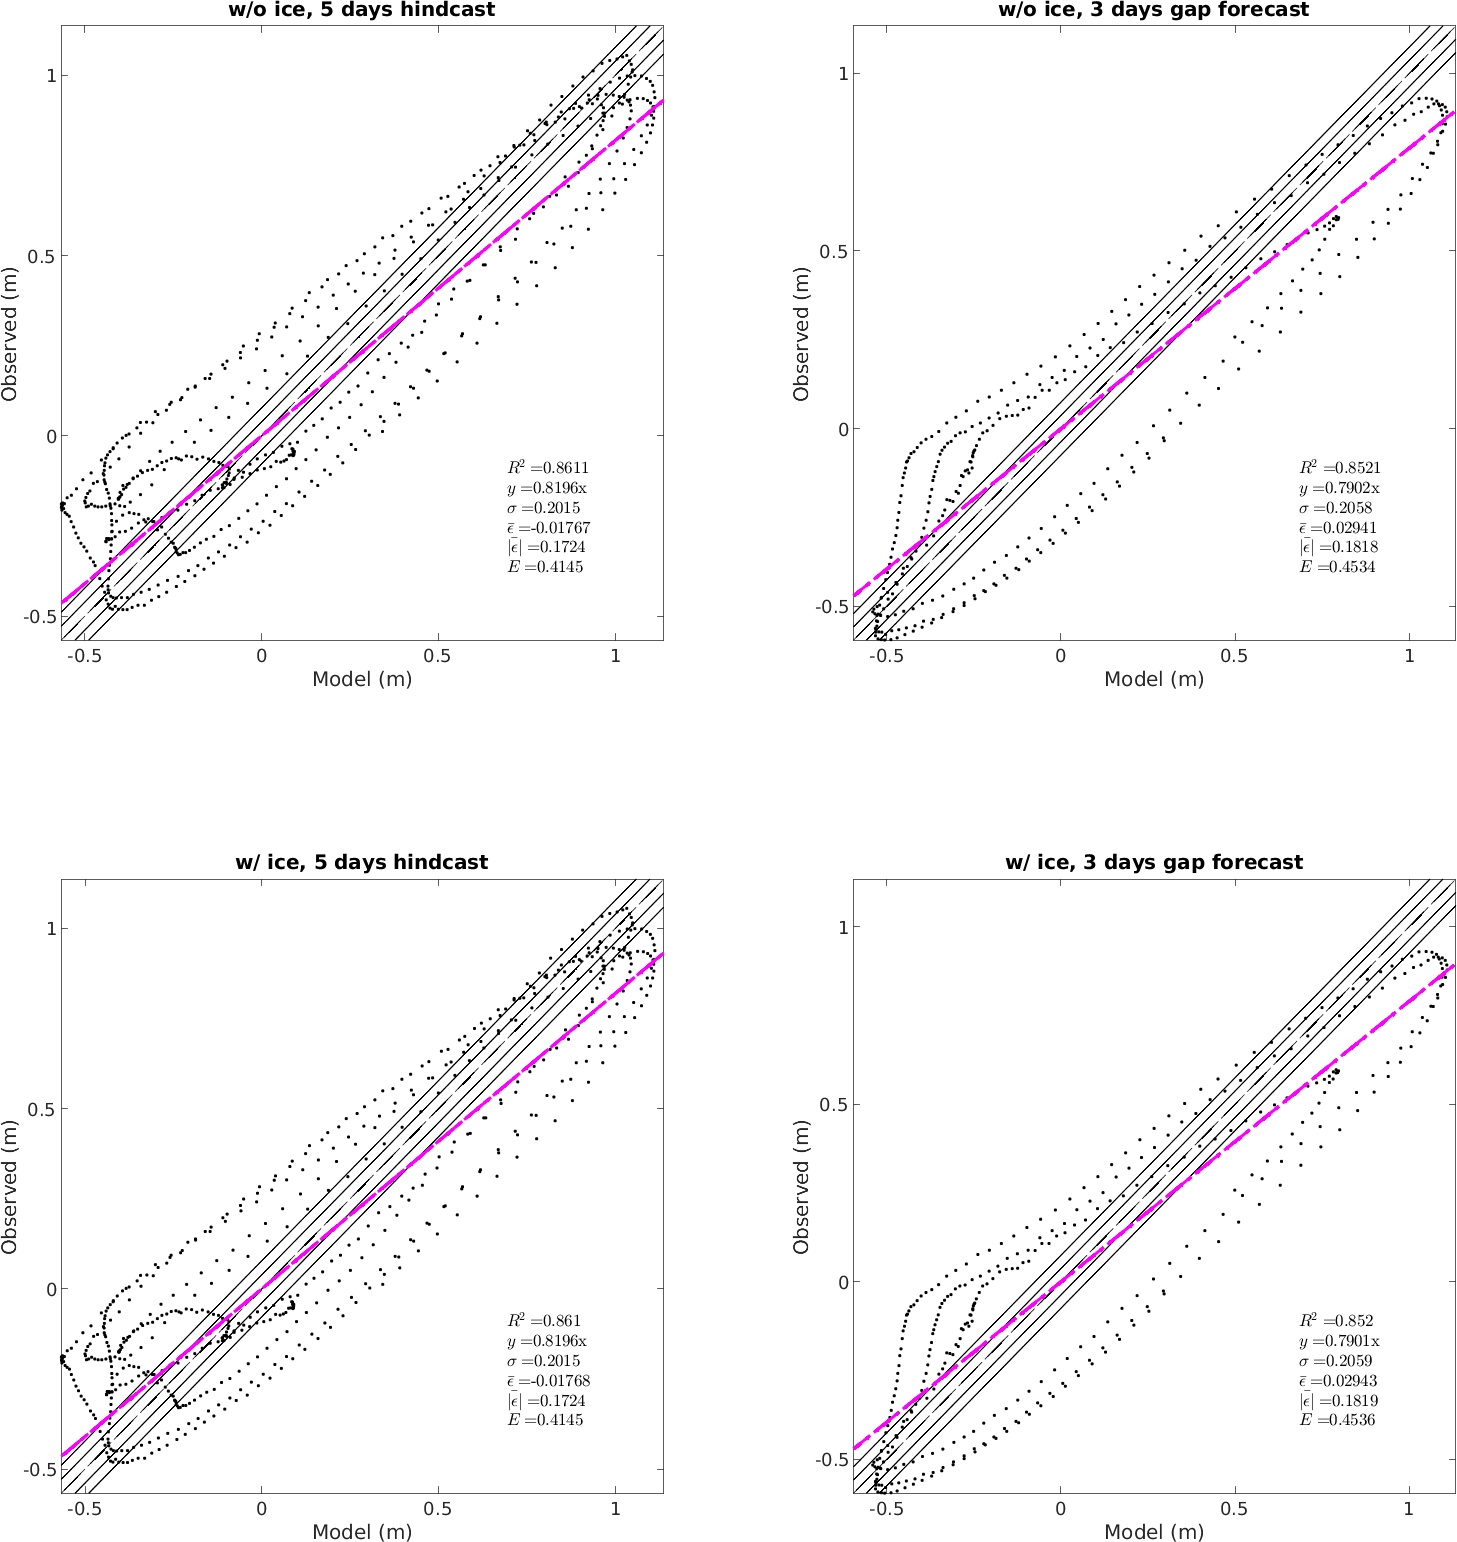 w/o ice, 5 days hindcast
1
0.5
0
-0.5
Observed (m)
R² =0.8611
y =0.8196x
σ =0.2015
ϵ̄ =-0.01767
|ϵ̄| =0.1724
E =0.4145
-0.5 0 0.5 1
Model (m)
w/o ice, 3 days gap forecast
1
0.5
0
-0.5
Observed (m)
R² =0.8521
y =0.7902x
σ =0.2058
ϵ̄ =0.02941
|ϵ̄| =0.1818
E =0.4534
-0.5 0 0.5 1
Model (m)
w/ ice, 5 days hindcast
1
0.5
0
-0.5
Observed (m)
R² =0.861
y =0.8196x
σ =0.2015
ϵ̄ =-0.01768
|ϵ̄| =0.1724
E =0.4145
-0.5 0 0.5 1
Model (m)
w/ ice, 3 days gap forecast
1
0.5
0
-0.5
Observed (m)
R² =0.852
y =0.7901x
σ =0.2059
ϵ̄ =0.02943
|ϵ̄| =0.1819
E =0.4536
-0.5 0 0.5 1
Model (m)